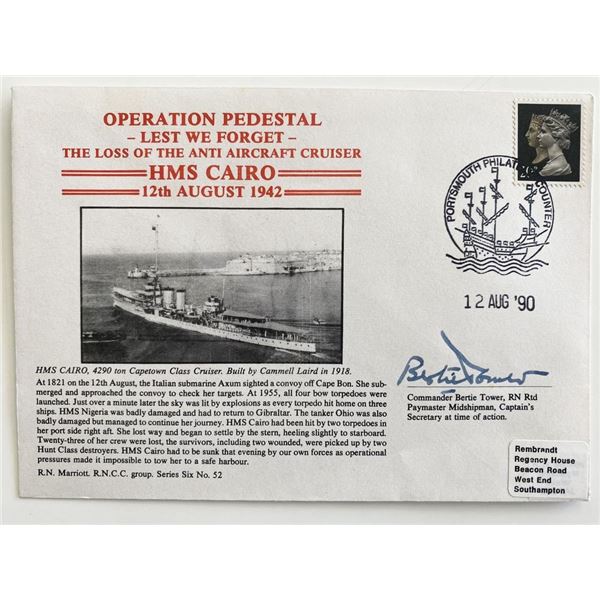 OPERATION PEDESTAL
– LEST WE FORGET –
THE LOSS OF THE ANTI AIRCRAFT CRUISER
HMS CAIRO
12th AUGUST 1942
PORTSMOUTH PHILATELIC COUNTER
12 AUG '90
HMS CAIRO, 4290 ton Capetown Class Cruiser. Built by Cammell Laird in 1918.
At 1821 on the 12th August, the Italian submarine Axum sighted a convoy off Cape Bon. She sub-
merged and approached the convoy to check her targets. At 1955, all four bow torpedoes were
launched. Just over a minute later the sky was lit by explosions as every torpedo hit home on three
ships. HMS Nigeria was badly damaged and had to return to Gibraltar. The tanker Ohio was also
badly damaged but managed to continue her journey. HMS Cairo had been hit by two torpedoes in
her port side right aft. She lost way and began to settle by the stern, heeling slightly to starboard.
Twenty-three of her crew were lost, the survivors, including two wounded, were picked up by two
Hunt Class destroyers. HMS Cairo had to be sunk that evening by our own forces as operational
pressures made it impossible to tow her to a safe harbour.
R.N. Marriott. R.N.C.C. group. Series Six No. 52
Bertie Tower
Commander Bertie Tower, RN Rtd
Paymaster Midshipman, Captain's
Secretary at time of action.
Rembrandt
Regency House
Beacon Road
West End
Southampton